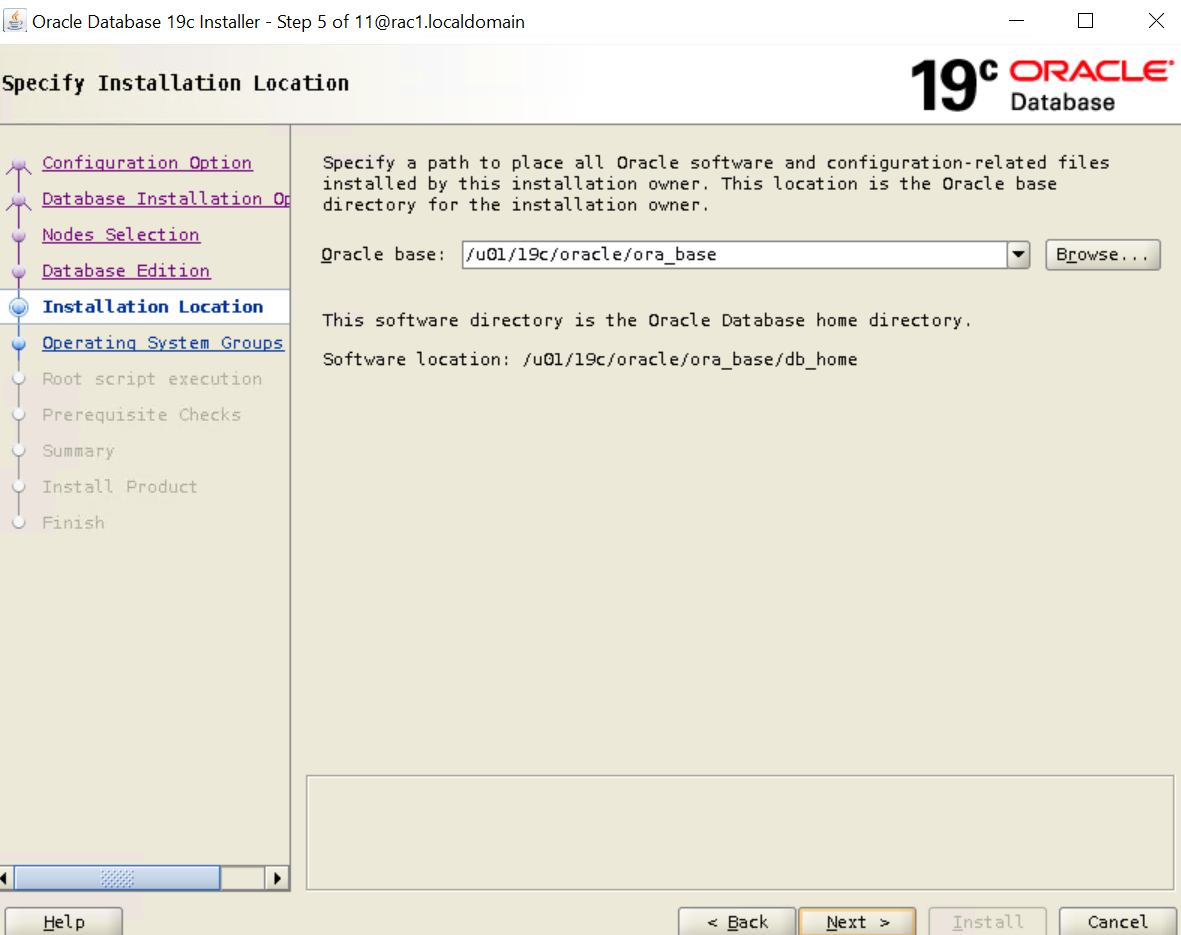 Oracle Database 19c Installer - Step 5 of 11@rac1.localdomain
Specify Installation Location
19c ORACLE
Database
Configuration Option
Database Installation Op
Nodes Selection
Database Edition
Installation Location
Operating System Groups
Root script execution
Prerequisite Checks
Summary
Install Product
Finish
Specify a path to place all Oracle software and configuration-related files
installed by this installation owner. This location is the Oracle base
directory for the installation owner.
Oracle base: /u01/19c/oracle/ora_base Browse...
This software directory is the Oracle Database home directory.
Software location: /u01/19c/oracle/ora_base/db_home
Help < Back Next > Install Cancel